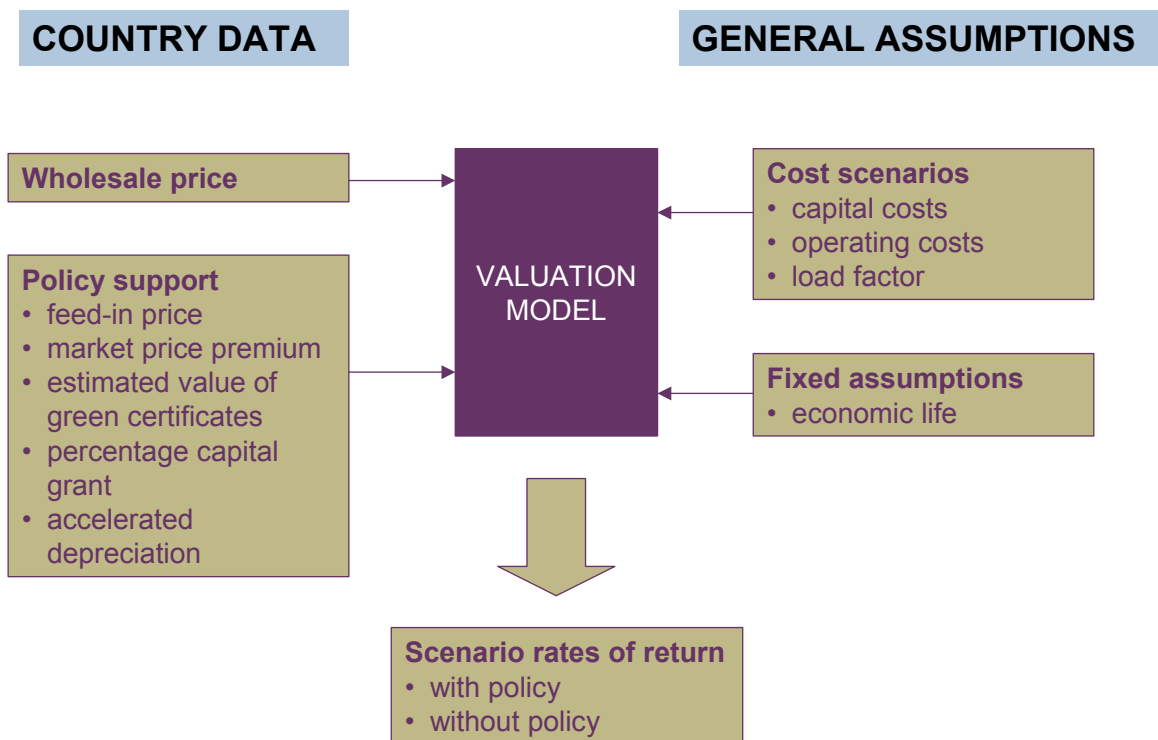 COUNTRY DATA
GENERAL ASSUMPTIONS
Wholesale price
Policy support
• feed-in price
• market price premium
• estimated value of
green certificates
• percentage capital
grant
• accelerated
depreciation
VALUATION
MODEL
Cost scenarios
• capital costs
• operating costs
• load factor
Fixed assumptions
• economic life
Scenario rates of return
• with policy
• without policy